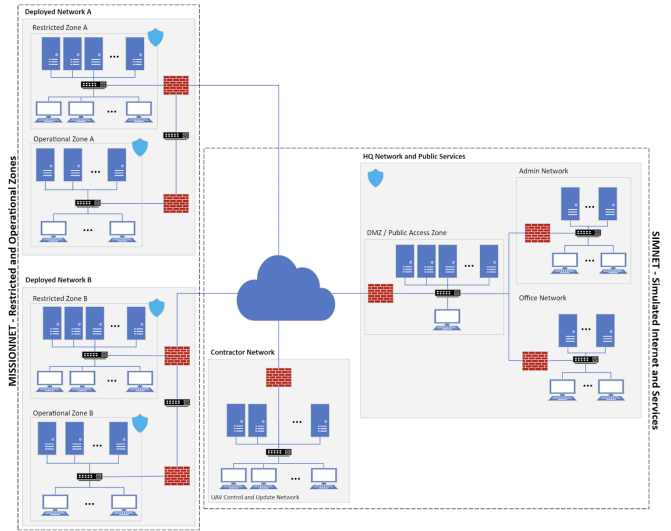 Deployed Network A
Restricted Zone A
Operational Zone A
MISSIONNET - Restricted and Operational Zones
Deployed Network B
Restricted Zone B
Operational Zone B
HQ Network and Public Services
Admin Network
DMZ / Public Access Zone
Office Network
SIMNET - Simulated Internet and Services
Contractor Network
UAV Control and Update Network